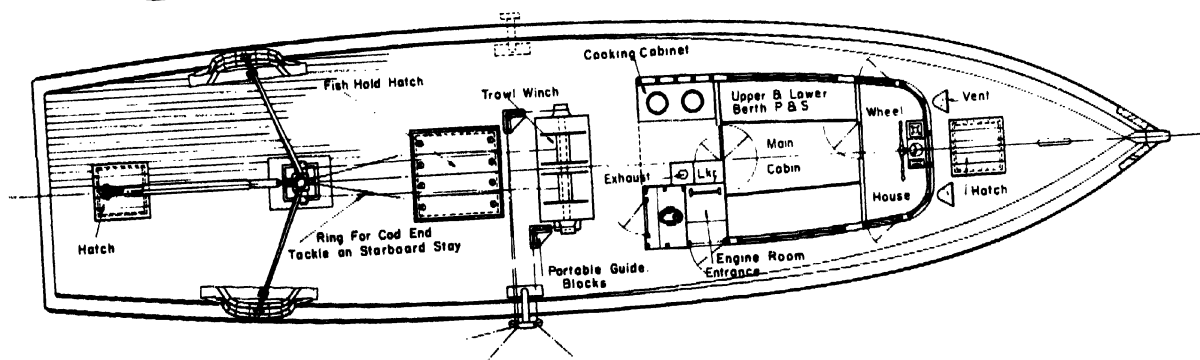 Cooking Cabinet
Fish Hold Hatch
Trawl Winch
Upper & Lower
Berth P & S
Wheel
Vent
Main
Cabin
Exhaust
Lkr
House
Hatch
Hatch
Ring For Cod End
Tackle on Starboard Stay
Portable Guide
Blocks
Engine Room
Entrance